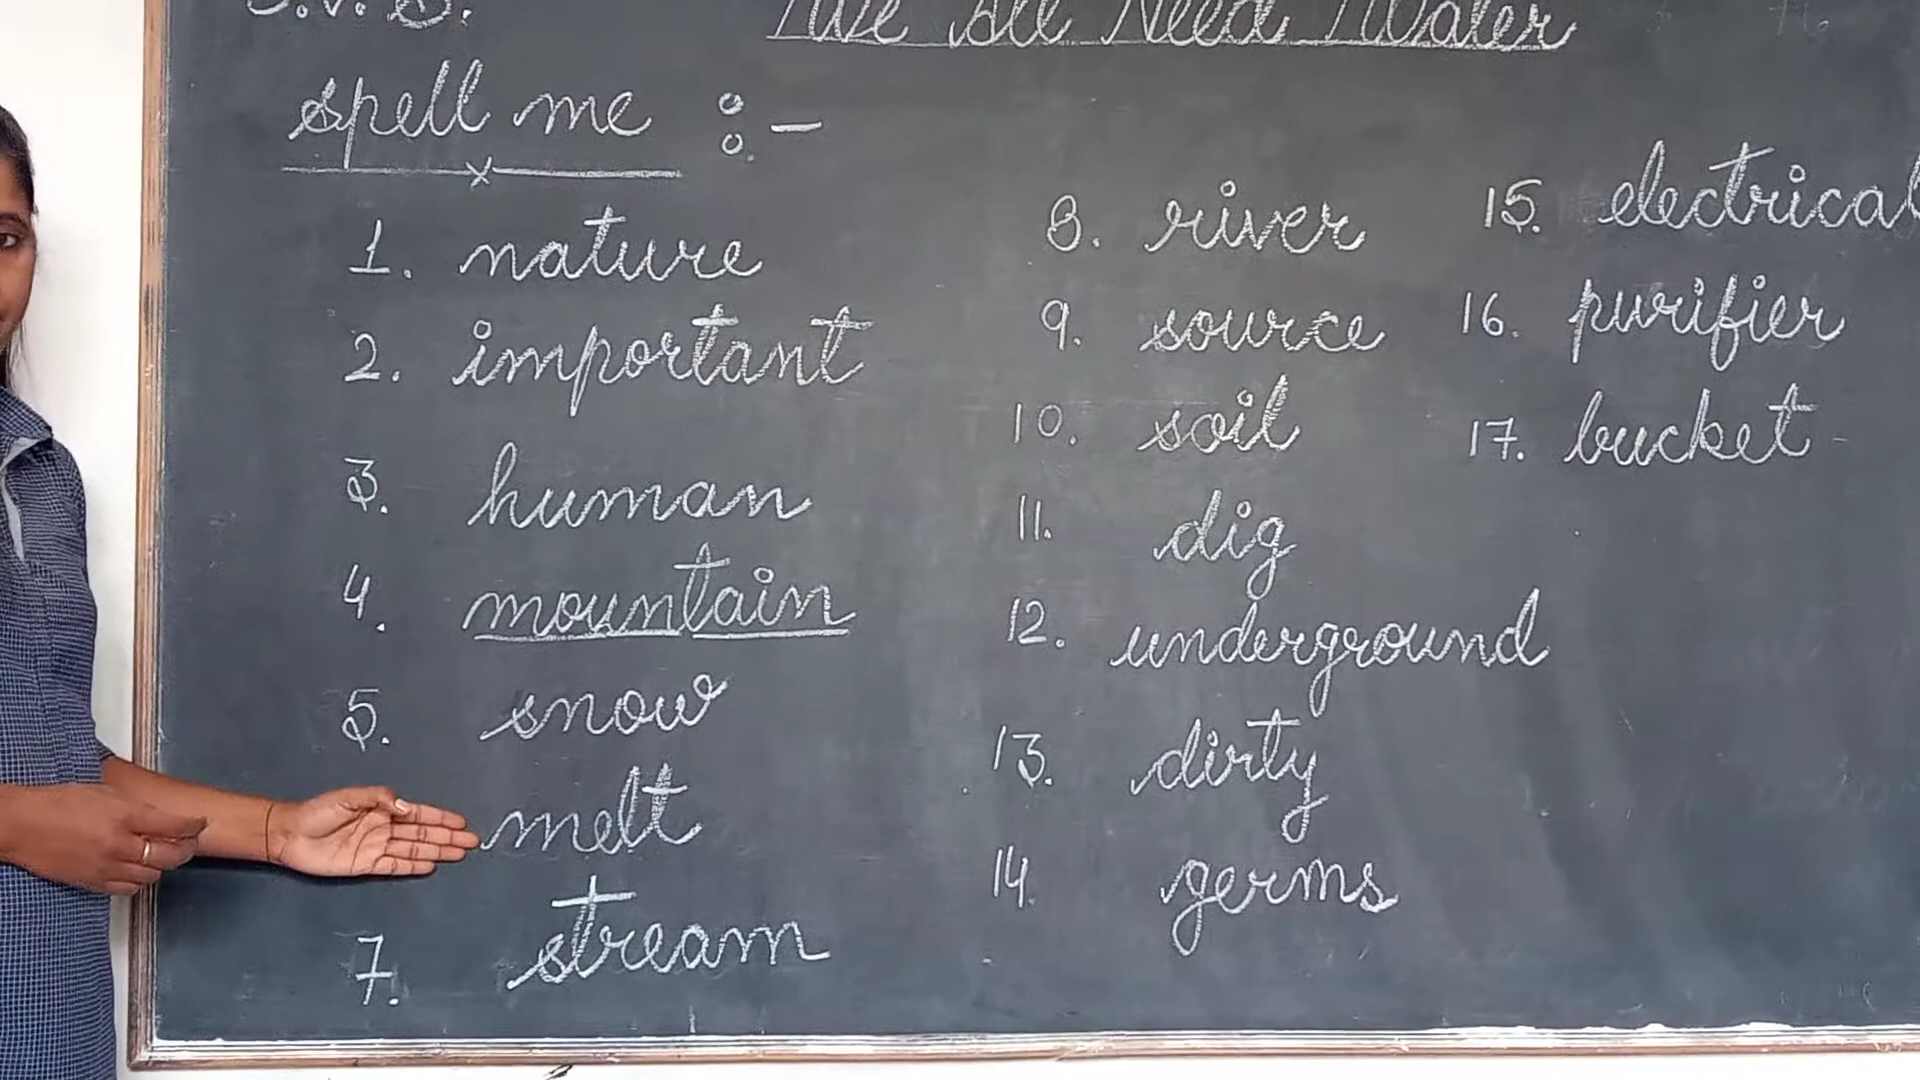 We All Need Water
spell me :-
1. nature
2. important
3. human
4. mountain
5. snow
melt
7. stream
8. river
9. source
10. soil
11. dig
12. underground
13. dirty
14. germs
15. electrical
16. purifier
17. bucket